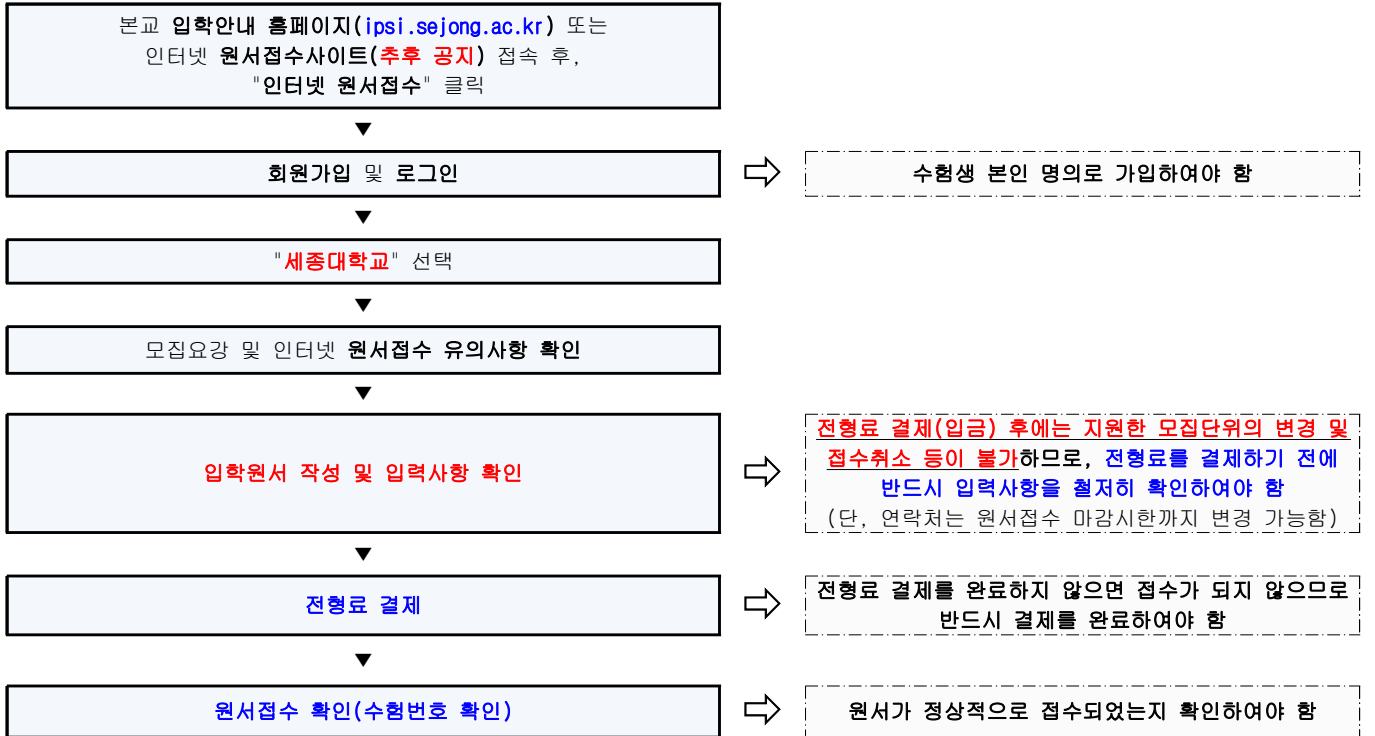 본교 입학안내 홈페이지(ipsi.sejong.ac.kr) 또는
인터넷 원서접수사이트(추후 공지) 접속 후,
"인터넷 원서접수" 클릭
▼
회원가입 및 로그인
⇨
수험생 본인 명의로 가입하여야 함
▼
"세종대학교" 선택
▼
모집요강 및 인터넷 원서접수 유의사항 확인
▼
입학원서 작성 및 입력사항 확인
⇨
전형료 결제(입금) 후에는 지원한 모집단위의 변경 및
접수취소 등이 불가하므로, 전형료를 결제하기 전에
반드시 입력사항을 철저히 확인하여야 함
(단, 연락처는 원서접수 마감시한까지 변경 가능함)
▼
전형료 결제
⇨
전형료 결제를 완료하지 않으면 접수가 되지 않으므로
반드시 결제를 완료하여야 함
▼
원서접수 확인(수험번호 확인)
⇨
원서가 정상적으로 접수되었는지 확인하여야 함